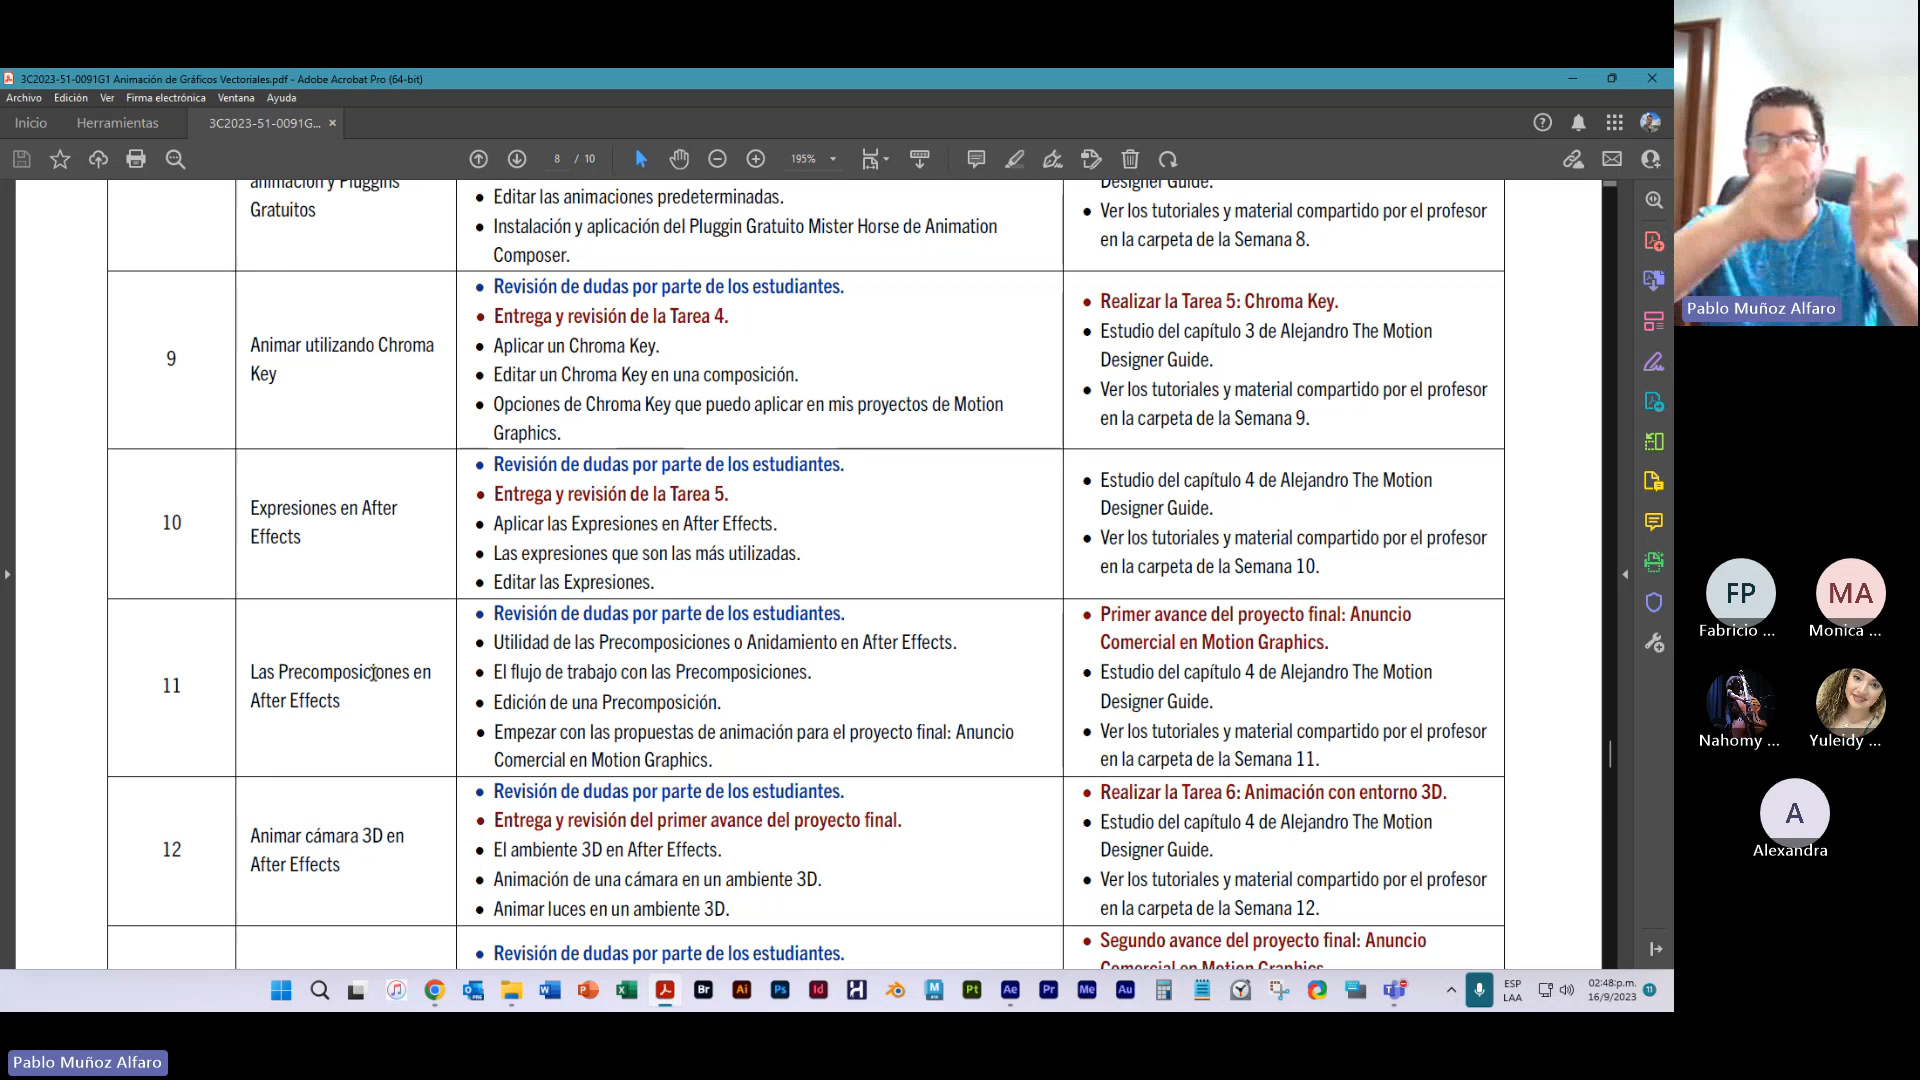 3C2023-51-0091G1 Animación de Gráficos Vectoriales.pdf - Adobe Acrobat Pro (64-bit)
Archivo Edición Ver Firma electrónica Ventana Ayuda
Inicio Herramientas 3C2023-51-0091G... ×
8 / 10 195%
animación y Pluggins
Gratuitos
• Editar las animaciones predeterminadas.
• Instalación y aplicación del Pluggin Gratuito Mister Horse de Animation
Composer.
Designer Guide.
• Ver los tutoriales y material compartido por el profesor
en la carpeta de la Semana 8.
9
Animar utilizando Chroma
Key
• Revisión de dudas por parte de los estudiantes.
• Entrega y revisión de la Tarea 4.
• Aplicar un Chroma Key.
• Editar un Chroma Key en una composición.
• Opciones de Chroma Key que puedo aplicar en mis proyectos de Motion
Graphics.
• Realizar la Tarea 5: Chroma Key.
• Estudio del capítulo 3 de Alejandro The Motion
Designer Guide.
• Ver los tutoriales y material compartido por el profesor
en la carpeta de la Semana 9.
10
Expresiones en After
Effects
• Revisión de dudas por parte de los estudiantes.
• Entrega y revisión de la Tarea 5.
• Aplicar las Expresiones en After Effects.
• Las expresiones que son las más utilizadas.
• Editar las Expresiones.
• Estudio del capítulo 4 de Alejandro The Motion
Designer Guide.
• Ver los tutoriales y material compartido por el profesor
en la carpeta de la Semana 10.
11
Las Precomposiciones en
After Effects
• Revisión de dudas por parte de los estudiantes.
• Utilidad de las Precomposiciones o Anidamiento en After Effects.
• El flujo de trabajo con las Precomposiciones.
• Edición de una Precomposición.
• Empezar con las propuestas de animación para el proyecto final: Anuncio
Comercial en Motion Graphics.
• Primer avance del proyecto final: Anuncio
Comercial en Motion Graphics.
• Estudio del capítulo 4 de Alejandro The Motion
Designer Guide.
• Ver los tutoriales y material compartido por el profesor
en la carpeta de la Semana 11.
12
Animar cámara 3D en
After Effects
• Revisión de dudas por parte de los estudiantes.
• Entrega y revisión del primer avance del proyecto final.
• El ambiente 3D en After Effects.
• Animación de una cámara en un ambiente 3D.
• Animar luces en un ambiente 3D.
• Realizar la Tarea 6: Animación con entorno 3D.
• Estudio del capítulo 4 de Alejandro The Motion
Designer Guide.
• Ver los tutoriales y material compartido por el profesor
en la carpeta de la Semana 12.
• Revisión de dudas por parte de los estudiantes.
• Segundo avance del proyecto final: Anuncio
Comercial en Motion Graphics.
Br Ai Ps Id Pt Ae Pr Me Au
ESP
LAA
02:48:p.m.
16/9/2023
11
Pablo Muñoz Alfaro
FP
Fabricio ...
MA
Monica ...
Nahomy ...
Yuleidy ...
A
Alexandra
Pablo Muñoz Alfaro